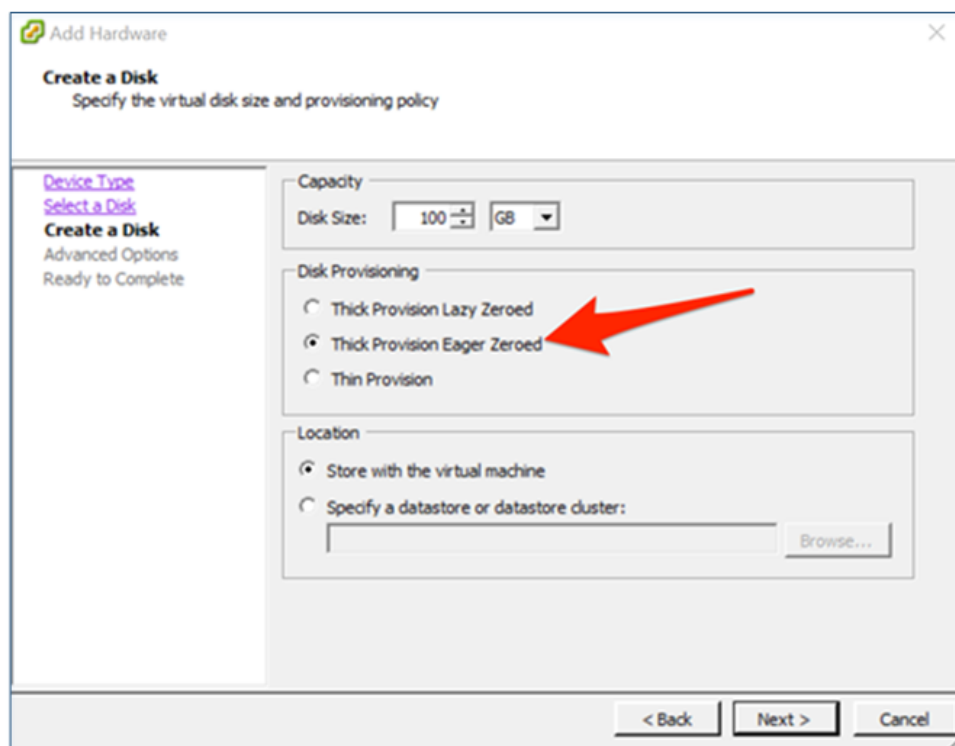 Add Hardware
Create a Disk
Specify the virtual disk size and provisioning policy
Device Type
Select a Disk
Create a Disk
Advanced Options
Ready to Complete
Capacity
Disk Size: 100 GB
Disk Provisioning
Thick Provision Lazy Zeroed
Thick Provision Eager Zeroed
Thin Provision
Location
Store with the virtual machine
Specify a datastore or datastore cluster:
Browse...
< Back Next > Cancel